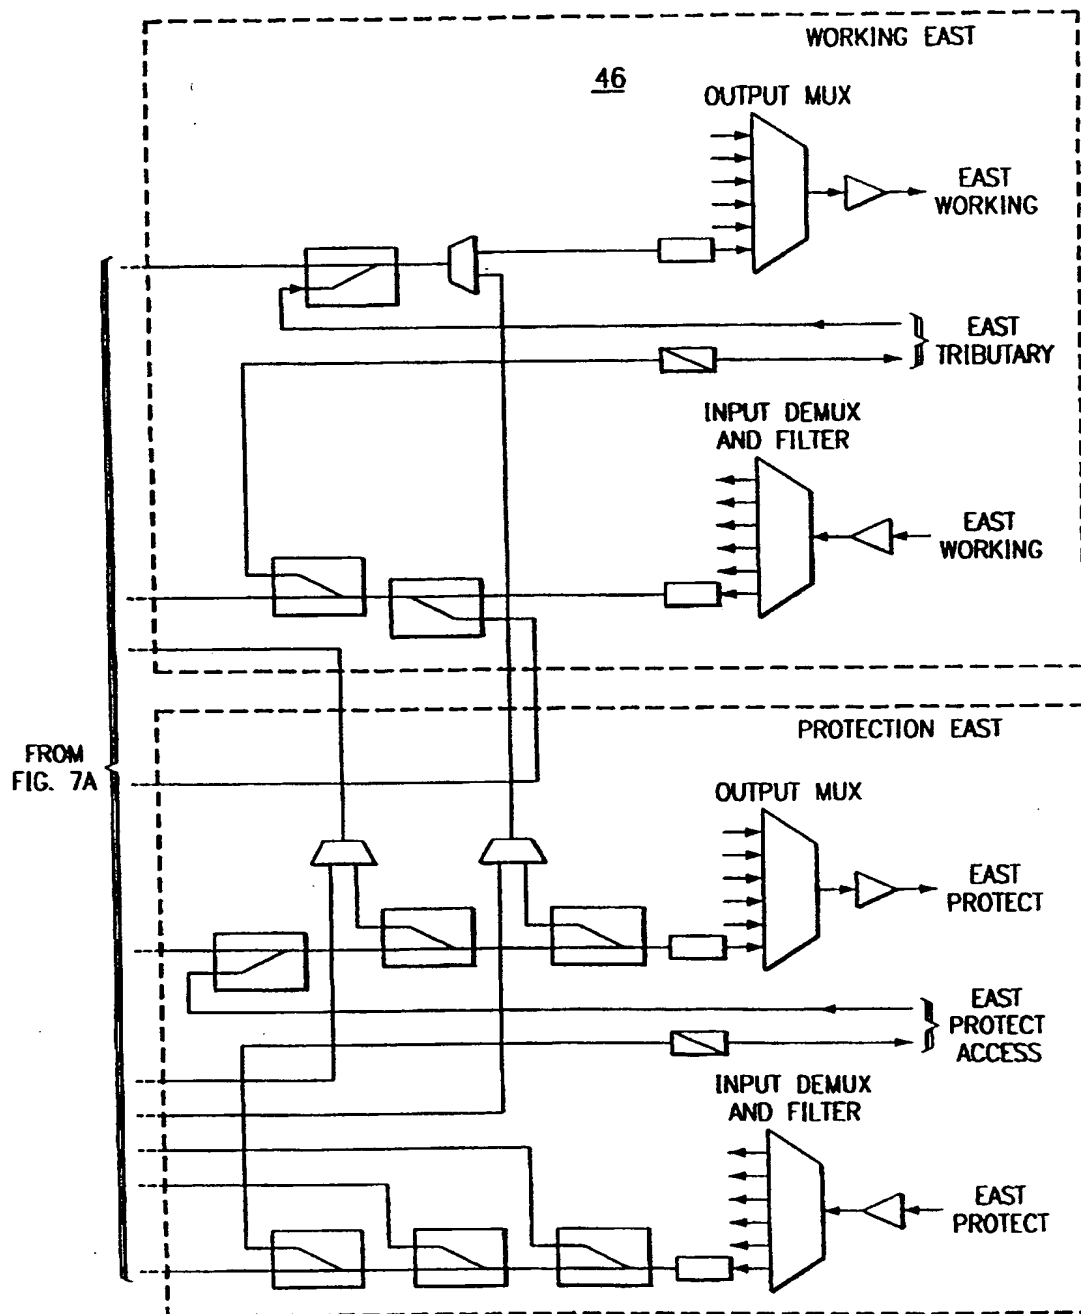 WORKING EAST
46
OUTPUT MUX
EAST
WORKING
EAST
TRIBUTARY
INPUT DEMUX
AND FILTER
EAST
WORKING
PROTECTION EAST
FROM
FIG. 7A
OUTPUT MUX
EAST
PROTECT
EAST
PROTECT
ACCESS
INPUT DEMUX
AND FILTER
EAST
PROTECT